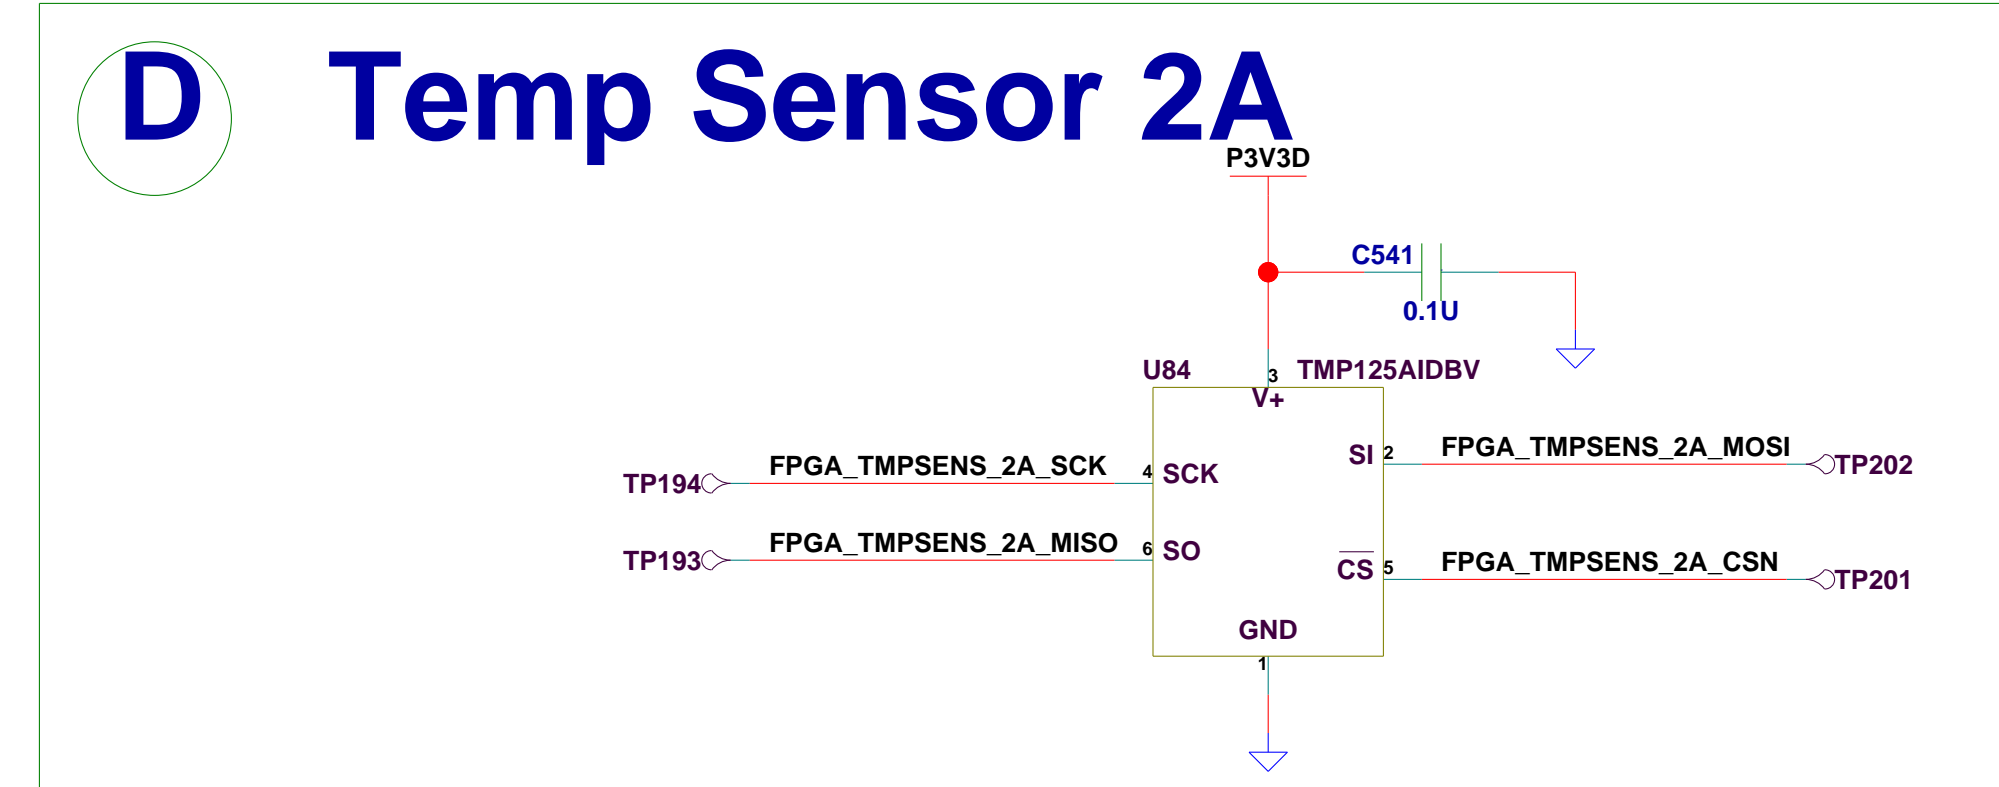 D Temp Sensor 2A
P3V3D
C541
0.1U
U84 3 TMP125AIDBV
V+
FPGA_TMPSENS_2A_SCK
TP194 4 SCK
SI 2 FPGA_TMPSENS_2A_MOSI TP202
FPGA_TMPSENS_2A_MISO
TP193 6 SO
CS 5 FPGA_TMPSENS_2A_CSN TP201
GND
1